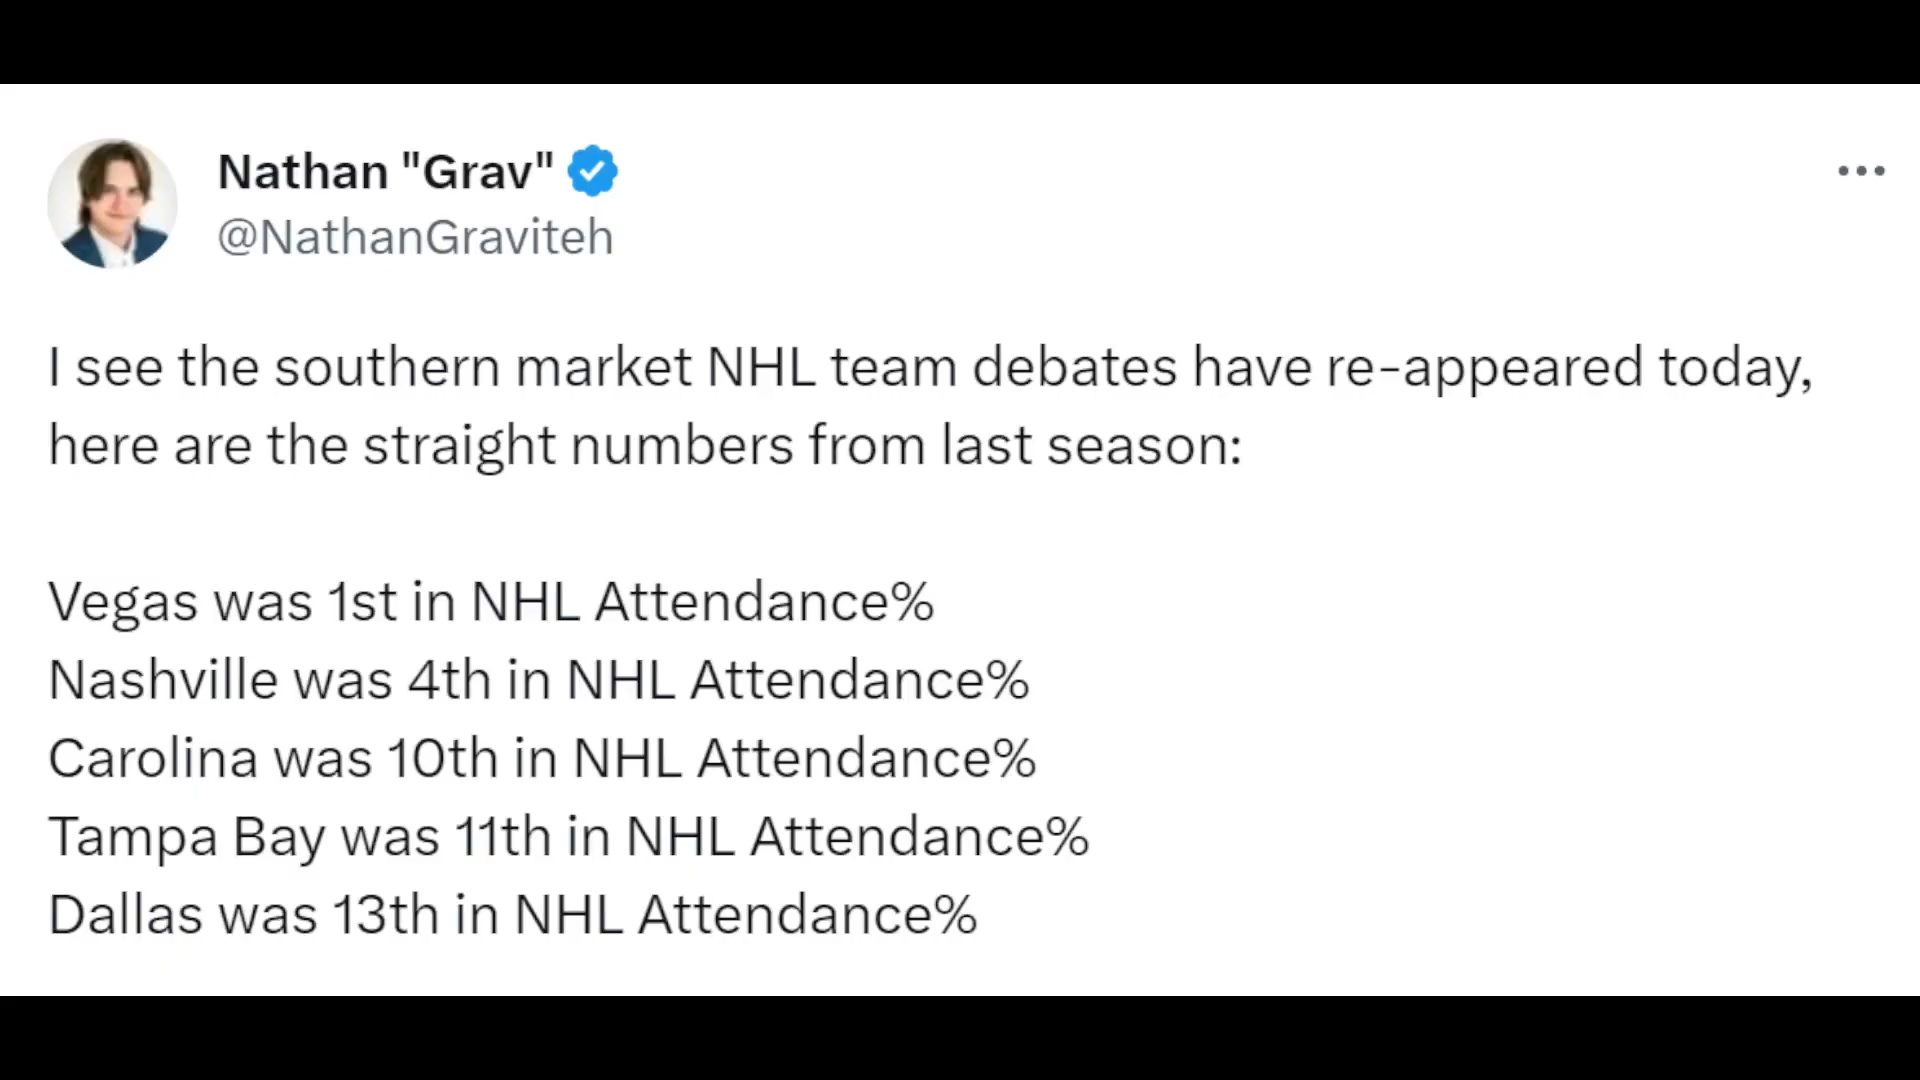 Nathan "Grav"
@NathanGraviteh
I see the southern market NHL team debates have re-appeared today,
here are the straight numbers from last season:
Vegas was 1st in NHL Attendance%
Nashville was 4th in NHL Attendance%
Carolina was 10th in NHL Attendance%
Tampa Bay was 11th in NHL Attendance%
Dallas was 13th in NHL Attendance%